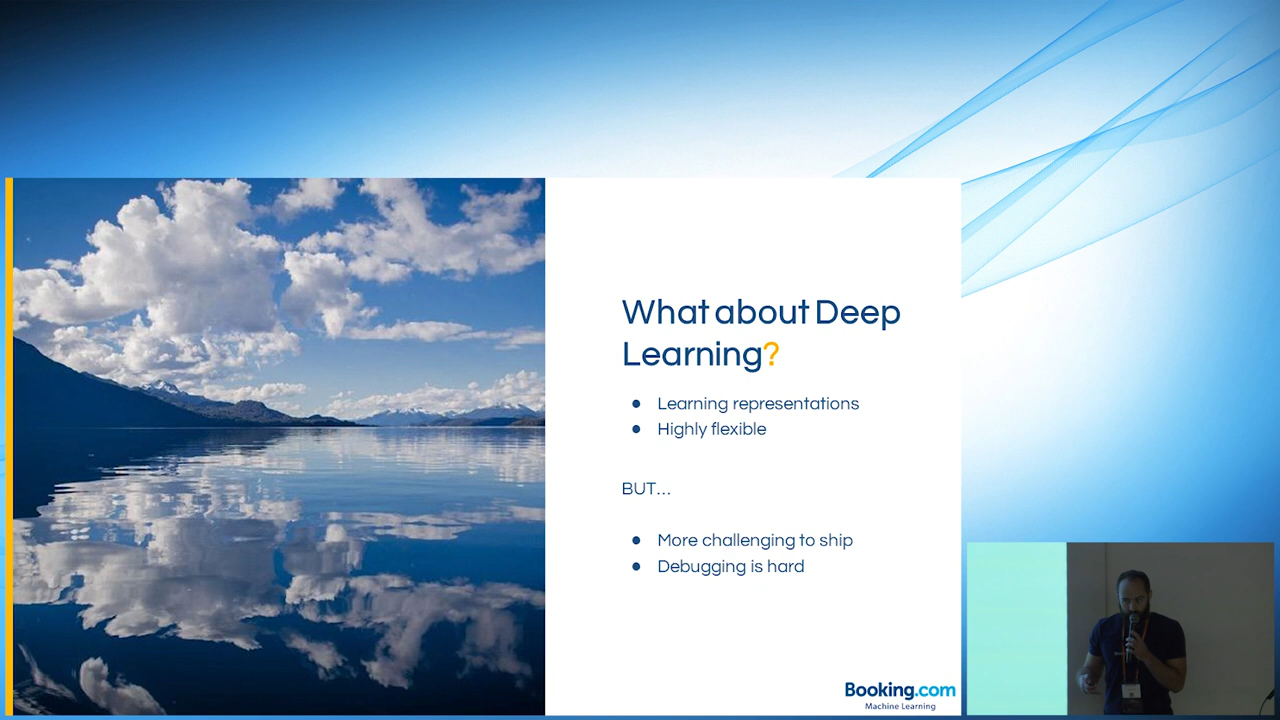 What about Deep
Learning?
● Learning representations
● Highly flexible
BUT...
● More challenging to ship
● Debugging is hard
Booking.com
Machine Learning